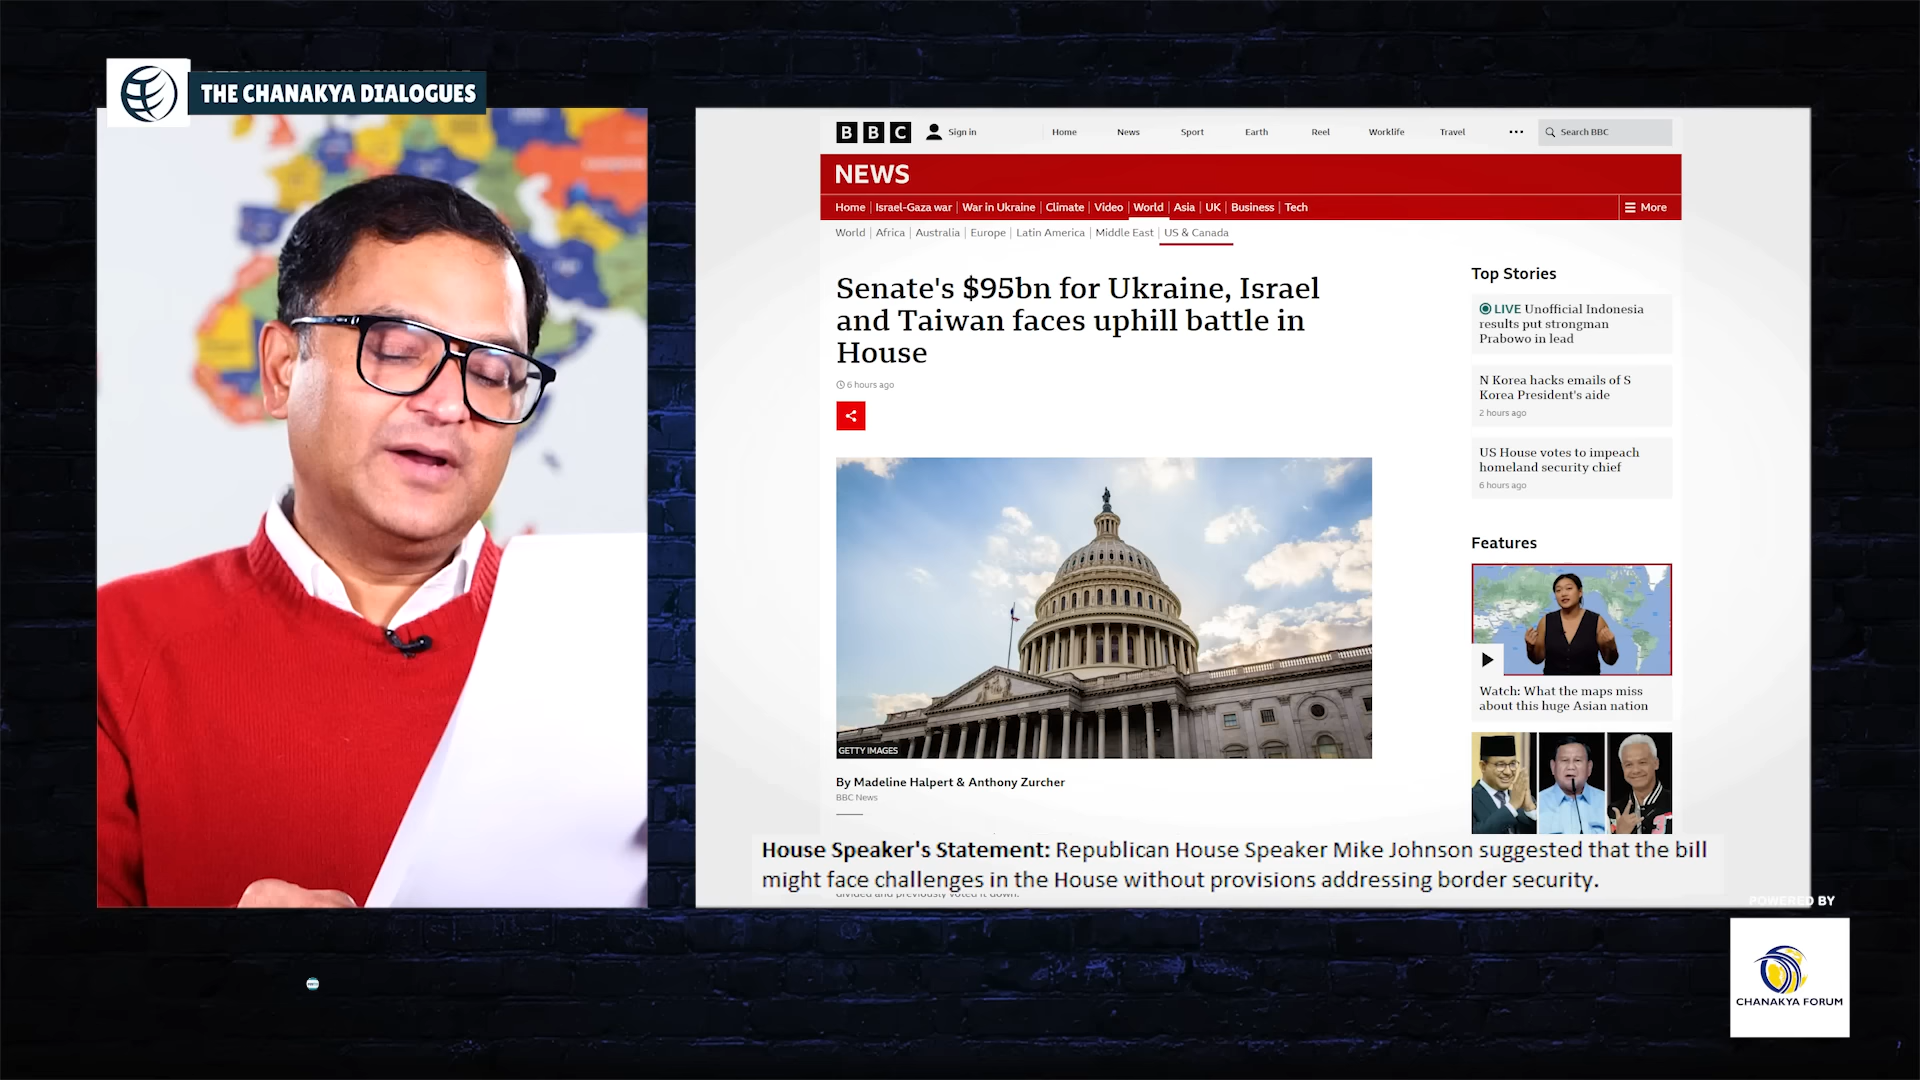 THE CHANAKYA DIALOGUES
BBC
Sign in
Home
News
Sport
Earth
Reel
Worklife
Travel
Search BBC
NEWS
Home
Israel-Gaza war
War in Ukraine
Climate
Video
World
Asia
UK
Business
Tech
More
World
Africa
Australia
Europe
Latin America
Middle East
US & Canada
Senate's $95bn for Ukraine, Israel
and Taiwan faces uphill battle in
House
6 hours ago
GETTY IMAGES
By Madeline Halpert & Anthony Zurcher
BBC News
Top Stories
LIVE Unofficial Indonesia
results put strongman
Prabowo in lead
N Korea hacks emails of S
Korea President's aide
2 hours ago
US House votes to impeach
homeland security chief
6 hours ago
Features
Watch: What the maps miss
about this huge Asian nation
House Speaker's Statement: Republican House Speaker Mike Johnson suggested that the bill
might face challenges in the House without provisions addressing border security.
divided and previously voted it down.
POWERED BY
CHANAKYA FORUM